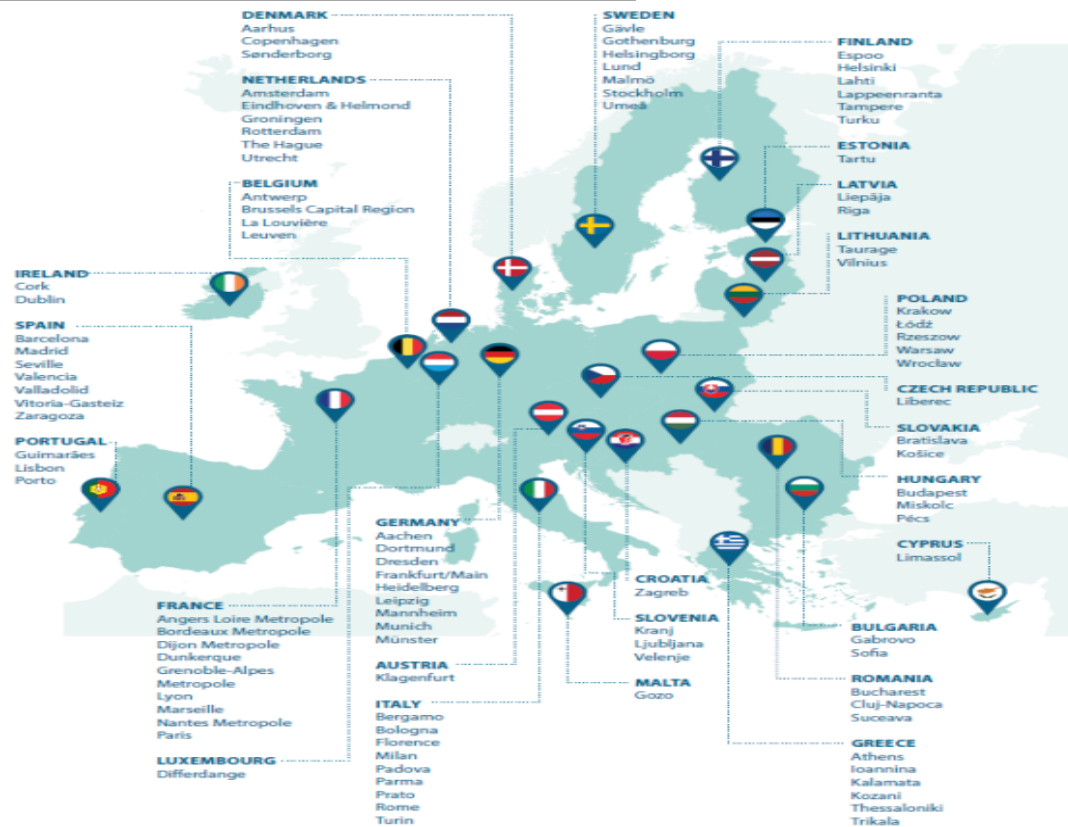 DENMARK
Aarhus
Copenhagen
Sønderborg
NETHERLANDS
Amsterdam
Eindhoven & Helmond
Groningen
Rotterdam
The Hague
Utrecht
BELGIUM
Antwerp
Brussels Capital Region
La Louvière
Leuven
IRELAND
Cork
Dublin
SPAIN
Barcelona
Madrid
Seville
Valencia
Valladolid
Vitoria-Gasteiz
Zaragoza
PORTUGAL
Guimarães
Lisbon
Porto
SWEDEN
Gävle
Gothenburg
Helsingborg
Lund
Malmö
Stockholm
Umeå
FINLAND
Espoo
Helsinki
Lahti
Lappeenranta
Tampere
Turku
ESTONIA
Tartu
LATVIA
Liepāja
Riga
LITHUANIA
Taurage
Vilnius
POLAND
Krakow
Łódź
Rzeszow
Warsaw
Wrocław
CZECH REPUBLIC
Liberec
SLOVAKIA
Bratislava
Košice
HUNGARY
Budapest
Miskolc
Pécs
CYPRUS
Limassol
FRANCE
Angers Loire Metropole
Bordeaux Metropole
Dijon Metropole
Dunkerque
Grenoble-Alpes
Metropole
Lyon
Marseille
Nantes Metropole
Paris
LUXEMBOURG
Differdange
GERMANY
Aachen
Dortmund
Dresden
Frankfurt/Main
Heidelberg
Leipzig
Mannheim
Munich
Münster
AUSTRIA
Klagenfurt
ITALY
Bergamo
Bologna
Florence
Milan
Padova
Parma
Prato
Rome
Turin
CROATIA
Zagreb
SLOVENIA
Kranj
Ljubljana
Velenje
MALTA
Gozo
BULGARIA
Gabrovo
Sofia
ROMANIA
Bucharest
Cluj-Napoca
Suceava
GREECE
Athens
Ioannina
Kalamata
Kozani
Thessaloniki
Trikala